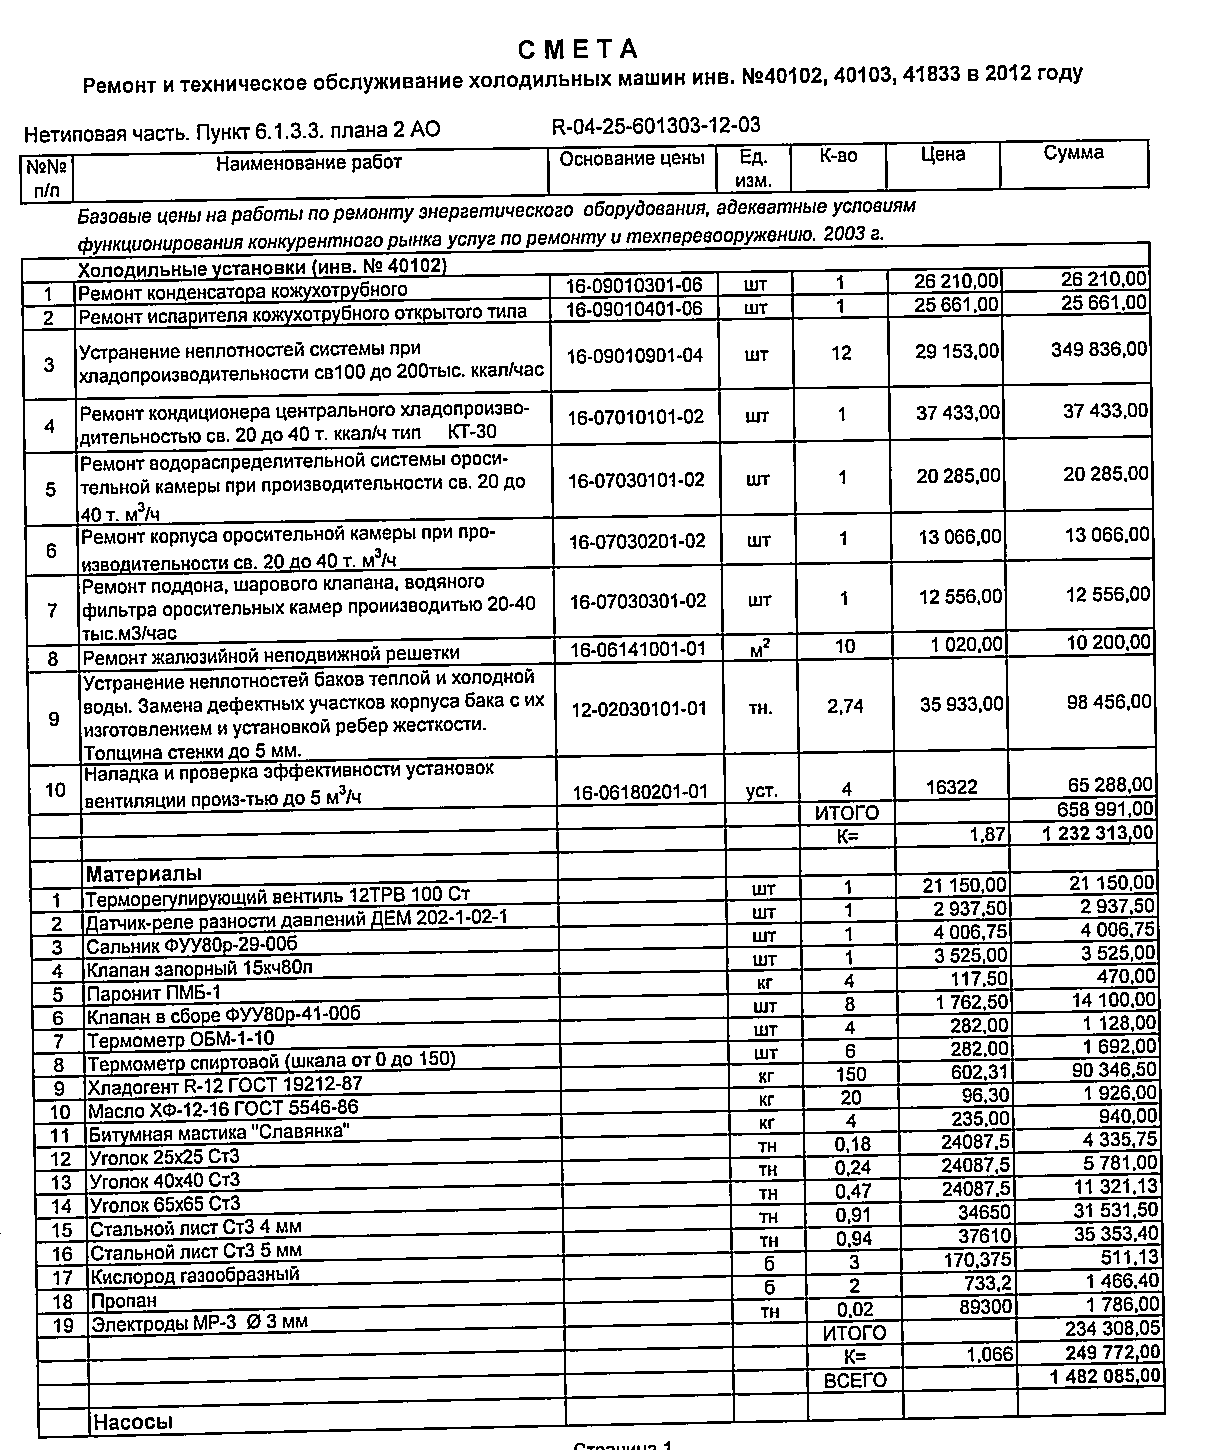 С М Е Т А
Ремонт и техническое обслуживание холодильных машин инв. №40102, 40103, 41833 в 2012 году
Нетиповая часть. Пункт 6.1.3.3. плана 2 АО R-04-25-601303-12-03
№№ п/п Наименование работ Основание цены Ед. изм. К-во Цена Сумма
Базовые цены на работы по ремонту энергетического оборудования, адекватные условиям
функционирования конкурентного рынка услуг по ремонту и техперевооружению. 2003 г.
Холодильные установки (инв. № 40102)
1 Ремонт конденсатора кожухотрубного 16-09010301-06 шт 1 26 210,00 26 210,00
2 Ремонт испарителя кожухотрубного открытого типа 16-09010401-06 шт 1 25 661,00 25 661,00
3 Устранение неплотностей системы при
хладопроизводительности св100 до 200тыс. ккал/час 16-09010901-04 шт 12 29 153,00 349 836,00
4 Ремонт кондиционера центрального хладопроизво-
дительностью св. 20 до 40 т. ккал/ч тип КТ-30 16-07010101-02 шт 1 37 433,00 37 433,00
Ремонт водораспределительной системы ороси-
5 тельной камеры при производительности св. 20 до 16-07030101-02 шт 1 20 285,00 20 285,00
40 т. м³/ч
6 Ремонт корпуса оросительной камеры при про-
изводительности св. 20 до 40 т. м³/ч 16-07030201-02 шт 1 13 066,00 13 066,00
Ремонт поддона, шарового клапана, водяного
7 фильтра оросительных камер проиизводитью 20-40 16-07030301-02 шт 1 12 556,00 12 556,00
тыс.м3/час
8 Ремонт жалюзийной неподвижной решетки 16-06141001-01 м² 10 1 020,00 10 200,00
Устранение неплотностей баков теплой и холодной
воды. Замена дефектных участков корпуса бака с их
9 изготовлением и установкой ребер жесткости. 12-02030101-01 тн. 2,74 35 933,00 98 456,00
Толщина стенки до 5 мм.
Наладка и проверка эффективности установок
10 вентиляции произ-тью до 5 м³/ч 16-06180201-01 уст. 4 16322 65 288,00
ИТОГО 658 991,00
К= 1,87 1 232 313,00
Материалы
1 Терморегулирующий вентиль 12ТРВ 100 Ст шт 1 21 150,00 21 150,00
2 Датчик-реле разности давлений ДЕМ 202-1-02-1 шт 1 2 937,50 2 937,50
3 Сальник ФУУ80р-29-00б шт 1 4 006,75 4 006,75
4 Клапан запорный 15кч80п шт 1 3 525,00 3 525,00
5 Паронит ПМБ-1 кг 4 117,50 470,00
6 Клапан в сборе ФУУ80р-41-00б шт 8 1 762,50 14 100,00
7 Термометр ОБМ-1-10 шт 4 282,00 1 128,00
8 Термометр спиртовой (шкала от 0 до 150) шт 6 282,00 1 692,00
9 Хладогент R-12 ГОСТ 19212-87 кг 150 602,31 90 346,50
10 Масло ХФ-12-16 ГОСТ 5546-86 кг 20 96,30 1 926,00
11 Битумная мастика "Славянка" кг 4 235,00 940,00
12 Уголок 25х25 Ст3 тн 0,18 24087,5 4 335,75
13 Уголок 40х40 Ст3 тн 0,24 24087,5 5 781,00
14 Уголок 65х65 Ст3 тн 0,47 24087,5 11 321,13
15 Стальной лист Ст3 4 мм тн 0,91 34650 31 531,50
16 Стальной лист Ст3 5 мм тн 0,94 37610 35 353,40
17 Кислород газообразный б 3 170,375 511,13
18 Пропан б 2 733,2 1 466,40
19 Электроды МР-3 Ø 3 мм тн 0,02 89300 1 786,00
ИТОГО 234 308,05
К= 1,066 249 772,00
ВСЕГО 1 482 085,00
Насосы
Страница 1